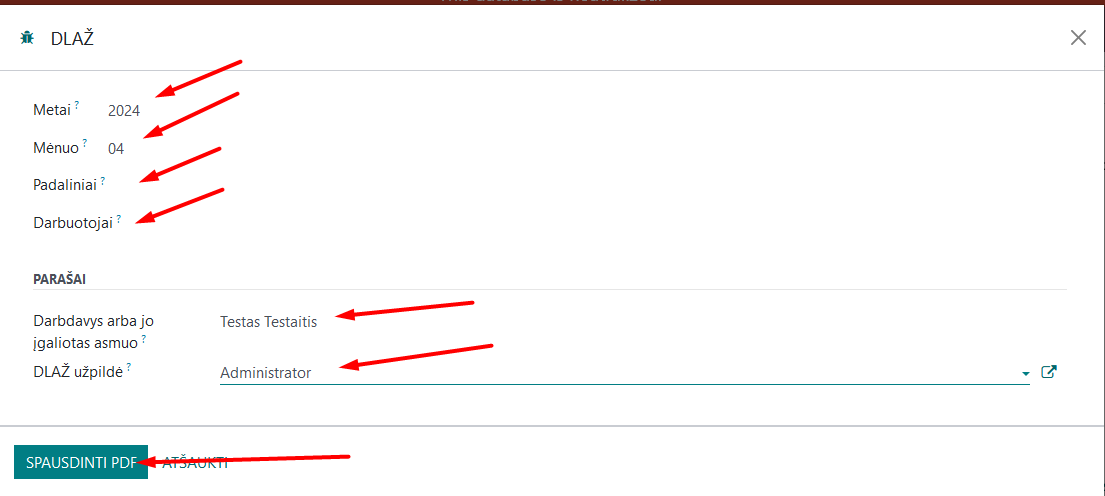 DLAŽ
Metai ?
2024
Mėnuo ?
04
Padaliniai ?
Darbuotojai ?
PARAŠAI
Darbdavys arba jo
įgaliotas asmuo ?
Testas Testaitis
DLAŽ užpildė ?
Administrator
SPAUSDINTI PDF
ATŠAUKTI